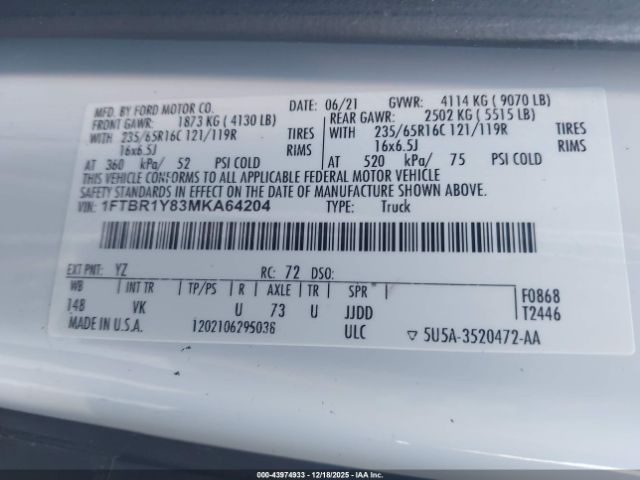 MFD. BY FORD MOTOR CO. DATE: 06/21 GVWR: 4114 KG ( 9070 LB)
FRONT GAWR: 1873 KG ( 4130 LB) REAR GAWR: 2502 KG ( 5515 LB)
WITH 235/65R16C 121/119R TIRES WITH 235/65R16C 121/119R TIRES
16x6.5J RIMS 16x6.5J RIMS
AT 360 kPa/ 52 PSI COLD AT 520 kPa/ 75 PSI COLD
THIS VEHICLE CONFORMS TO ALL APPLICABLE FEDERAL MOTOR VEHICLE
SAFETY STANDARDS IN EFFECT ON THE DATE OF MANUFACTURE SHOWN ABOVE.
VIN: 1FTBR1Y83MKA64204 TYPE: Truck
EXT PNT: YZ RC: 72 DSO:
WB INT TR TP/PS R AXLE TR SPR F0868
148 VK U 73 U JJDD T2446
MADE IN U.S.A. 1202106295036 ULC ▽ 5U5A-3520472-AA
IAA - 43974933 - 12/18/2025 - IAAI.com